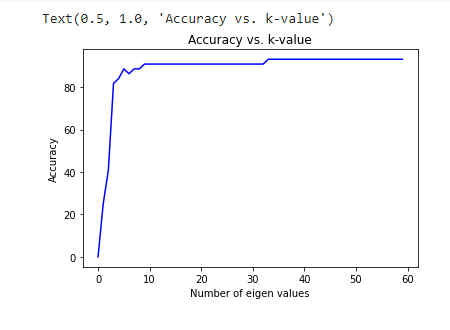 Text(0.5, 1.0, 'Accuracy vs. k-value')
Accuracy vs. k-value
Accuracy
80
60
40
20
0
0 10 20 30 40 50 60
Number of eigen values